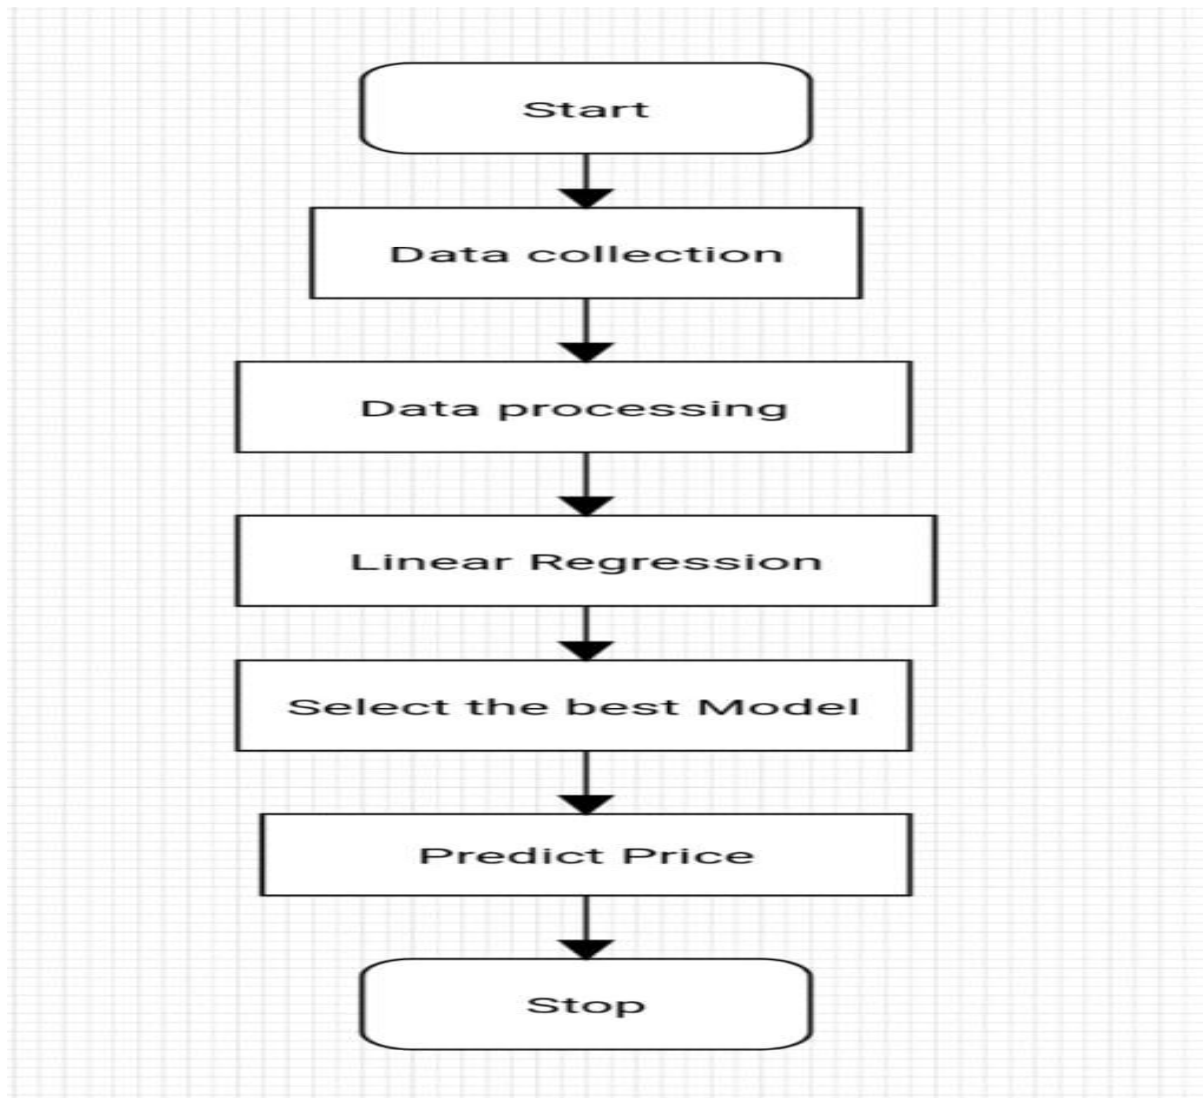 Start
Data collection
Data processing
Linear Regression
Select the best Model
Predict Price
Stop